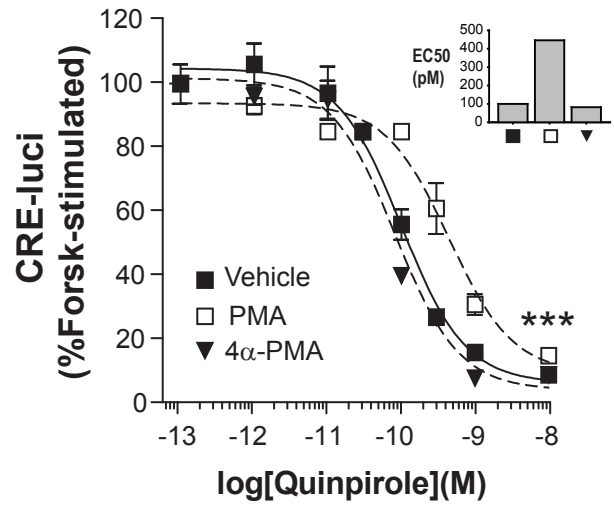 120
100
80
60
40
20
0
CRE-luci
(%Forsk-stimulated)
EC50
(pM)
500
400
300
200
100
0
Vehicle
PMA
4α-PMA
***
-13 -12 -11 -10 -9 -8
log[Quinpirole](M)